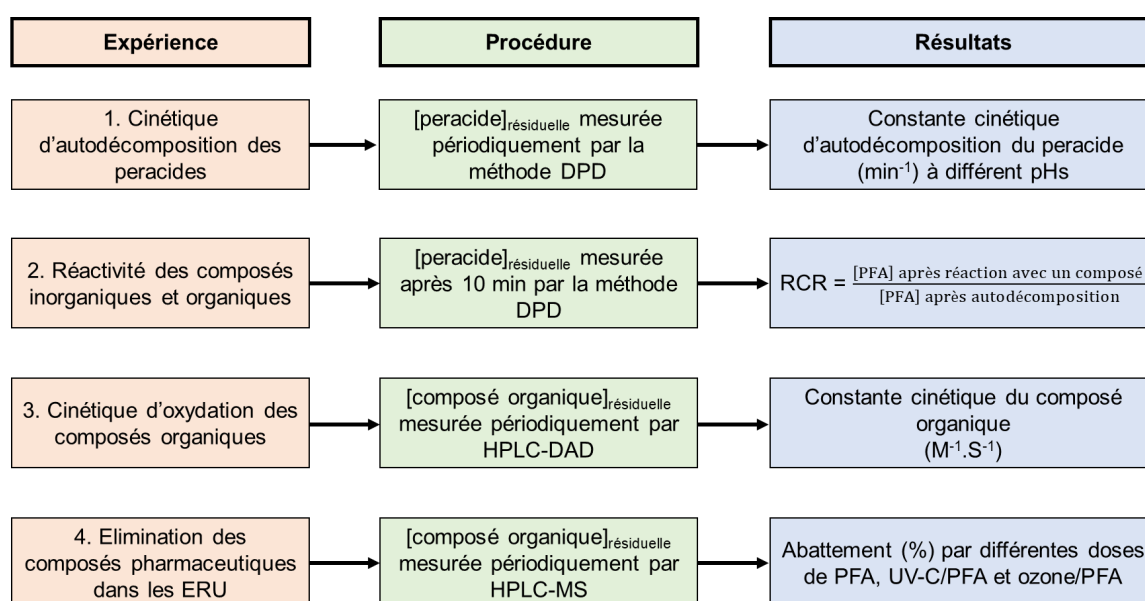 Expérience
Procédure
Résultats
1. Cinétique
d'autodécomposition des
peracides
[peracide]résiduelle mesurée
périodiquement par la
méthode DPD
Constante cinétique
d'autodécomposition du peracide
(min-1) à différent pHs
2. Réactivité des composés
inorganiques et organiques
[peracide]résiduelle mesurée
après 10 min par la méthode
DPD
RCR = [PFA] après réaction avec un composé
[PFA] après autodécomposition
3. Cinétique d'oxydation des
composés organiques
[composé organique]résiduelle
mesurée périodiquement par
HPLC-DAD
Constante cinétique du composé
organique
(M-1.S-1)
4. Elimination des
composés pharmaceutiques
dans les ERU
[composé organique]résiduelle
mesurée périodiquement par
HPLC-MS
Abattement (%) par différentes doses
de PFA, UV-C/PFA et ozone/PFA